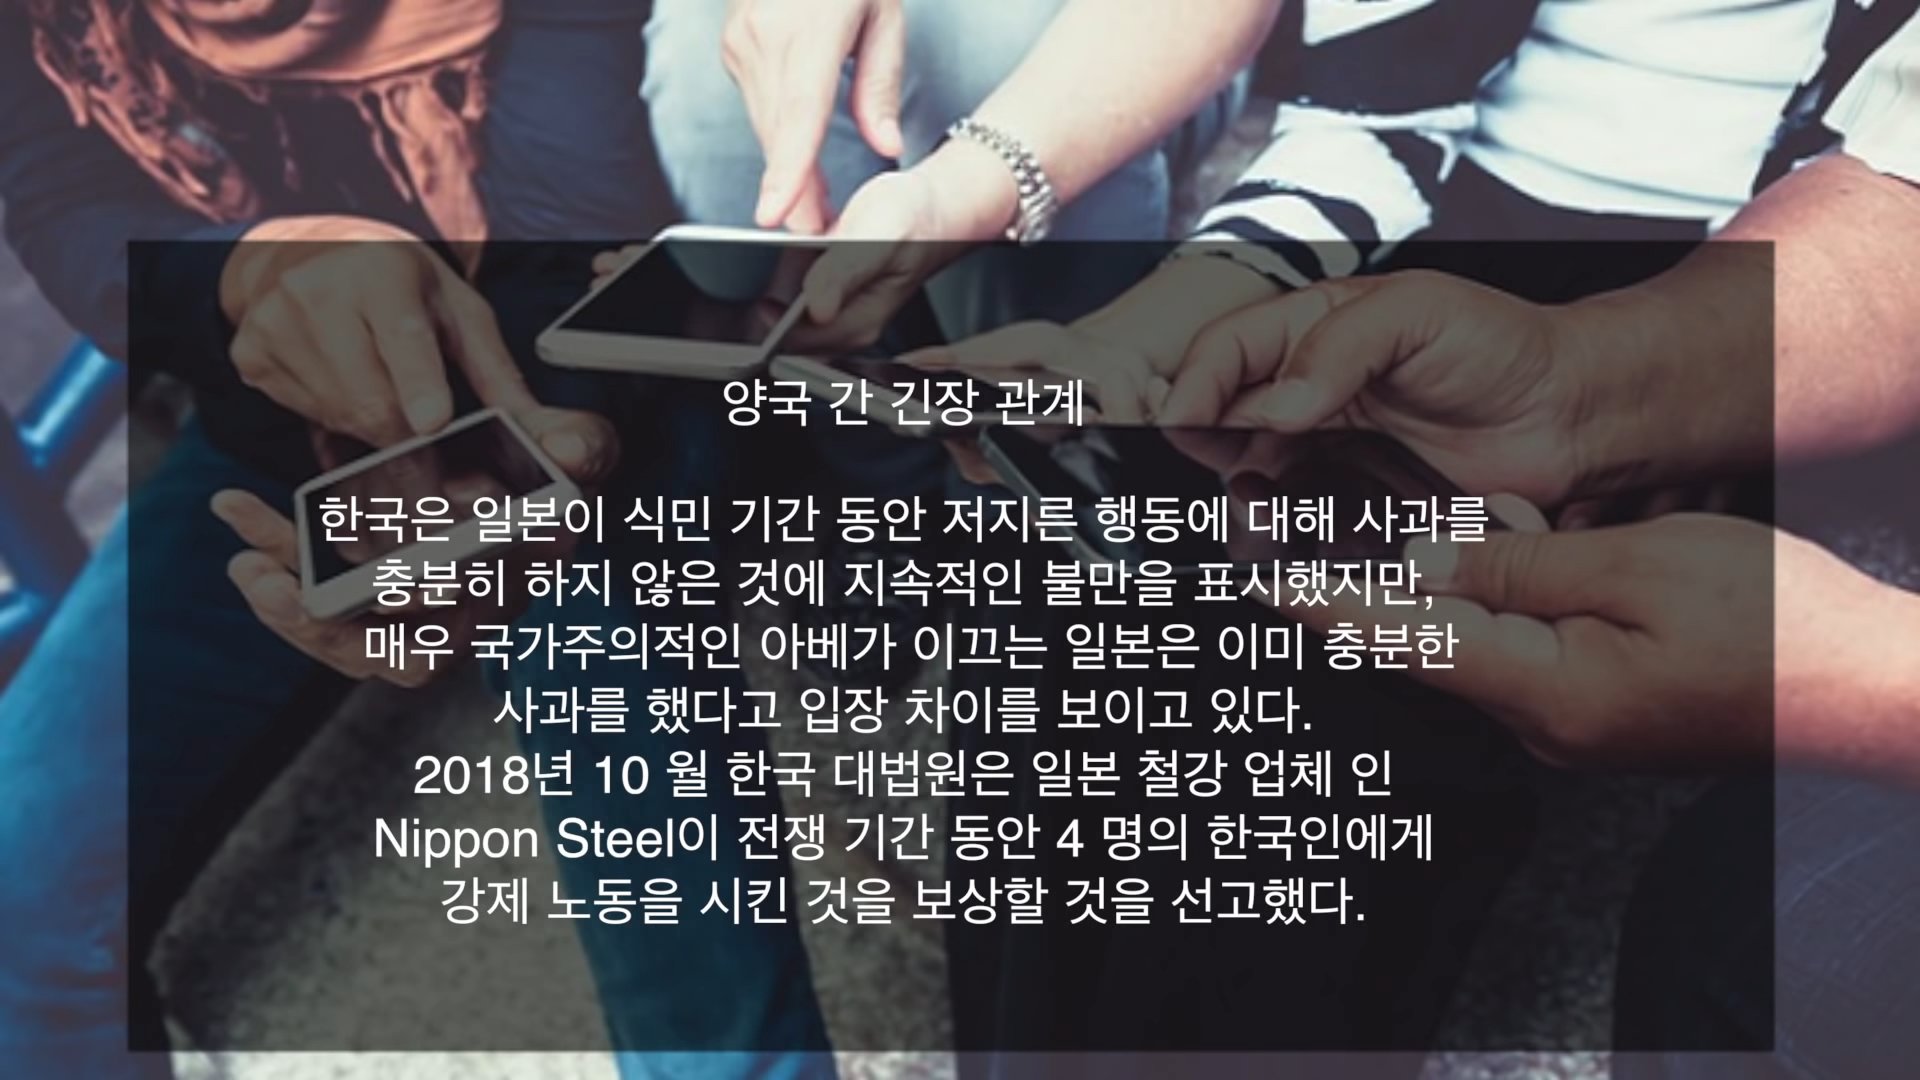 양국 간 긴장 관계
한국은 일본이 식민 기간 동안 저지른 행동에 대해 사과를
충분히 하지 않은 것에 지속적인 불만을 표시했지만,
매우 국가주의적인 아베가 이끄는 일본은 이미 충분한
사과를 했다고 입장 차이를 보이고 있다.
2018년 10 월 한국 대법원은 일본 철강 업체 인
Nippon Steel이 전쟁 기간 동안 4 명의 한국인에게
강제 노동을 시킨 것을 보상할 것을 선고했다.